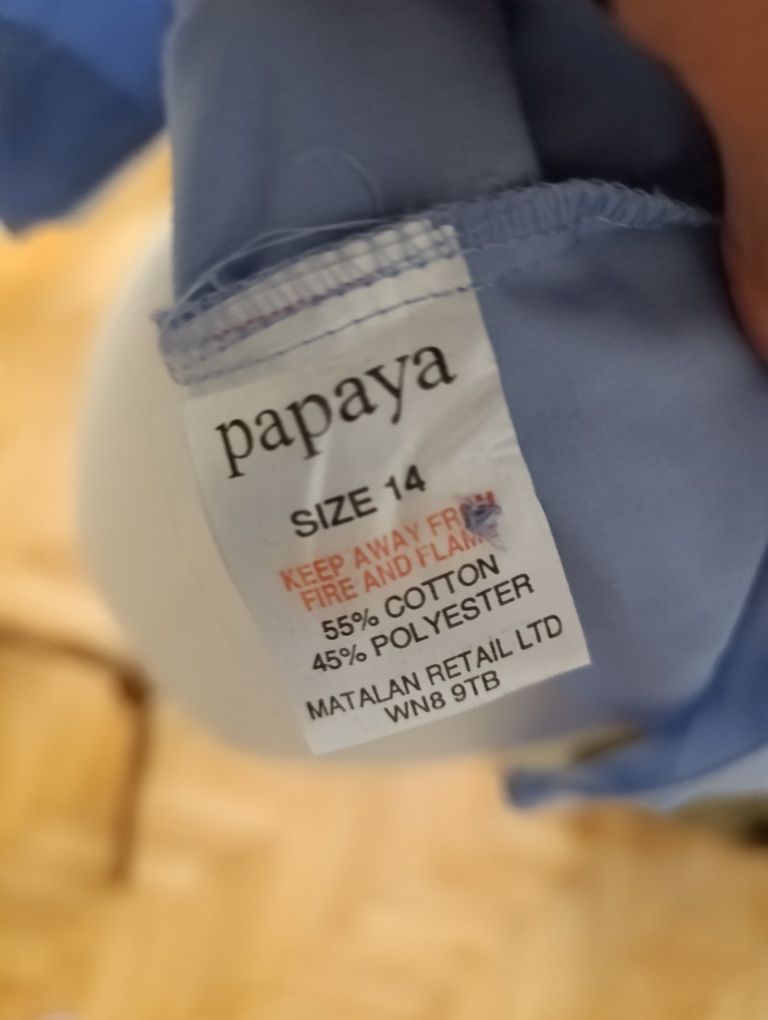 papaya
SIZE 14
KEEP AWAY FROM
FIRE AND FLAME
55% COTTON
45% POLYESTER
MATALAN RETAIL LTD
WN8 9TB